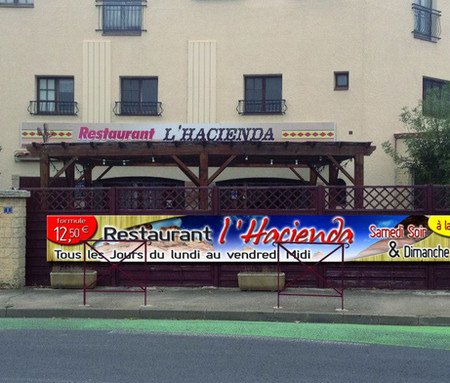 Restaurant L'HACIENDA
formule
12,50 €
Restaurant l'Hacienda
Tous les Jours du lundi au vendredi Midi
Samedi Soir
& Dimanche
à la